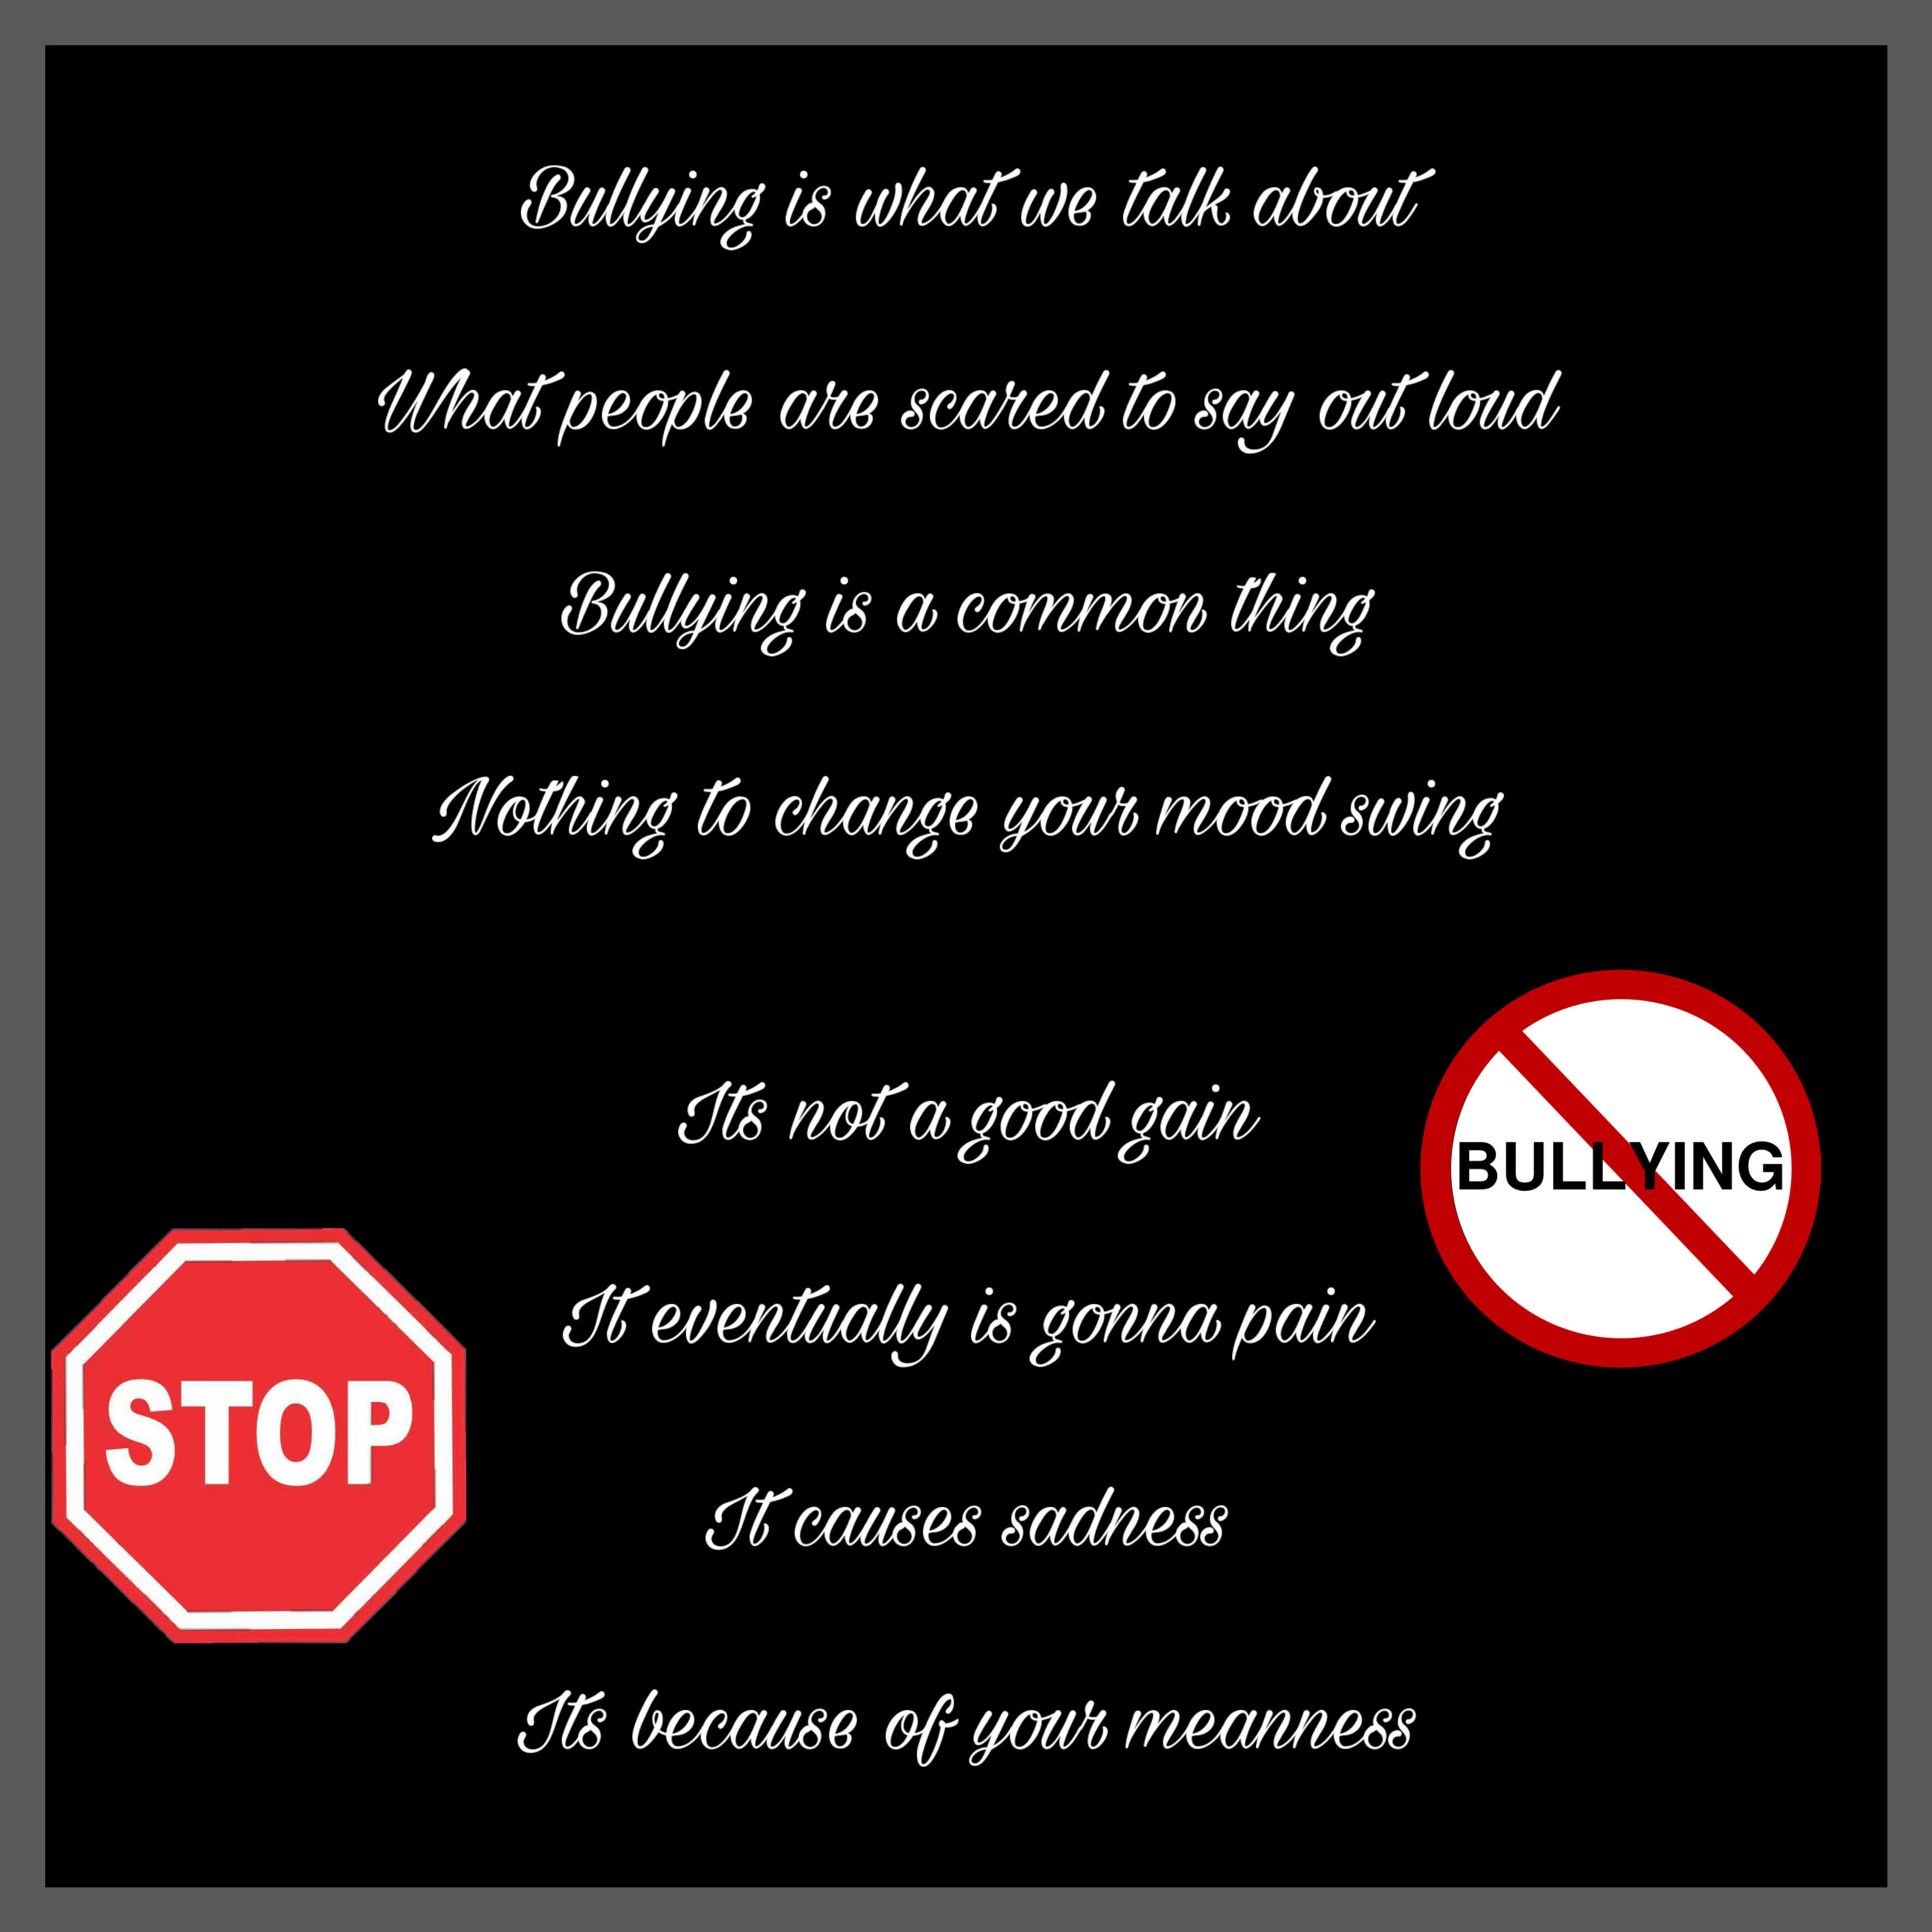 Bullying is what us talk about
What people are scared to say out loud
Bullying is a common thing
Nothing to change your mood swing
Its not a good gain
It eventually is gonna pain
It causes sadness
Its because of your meanness
BULLYING
STOP